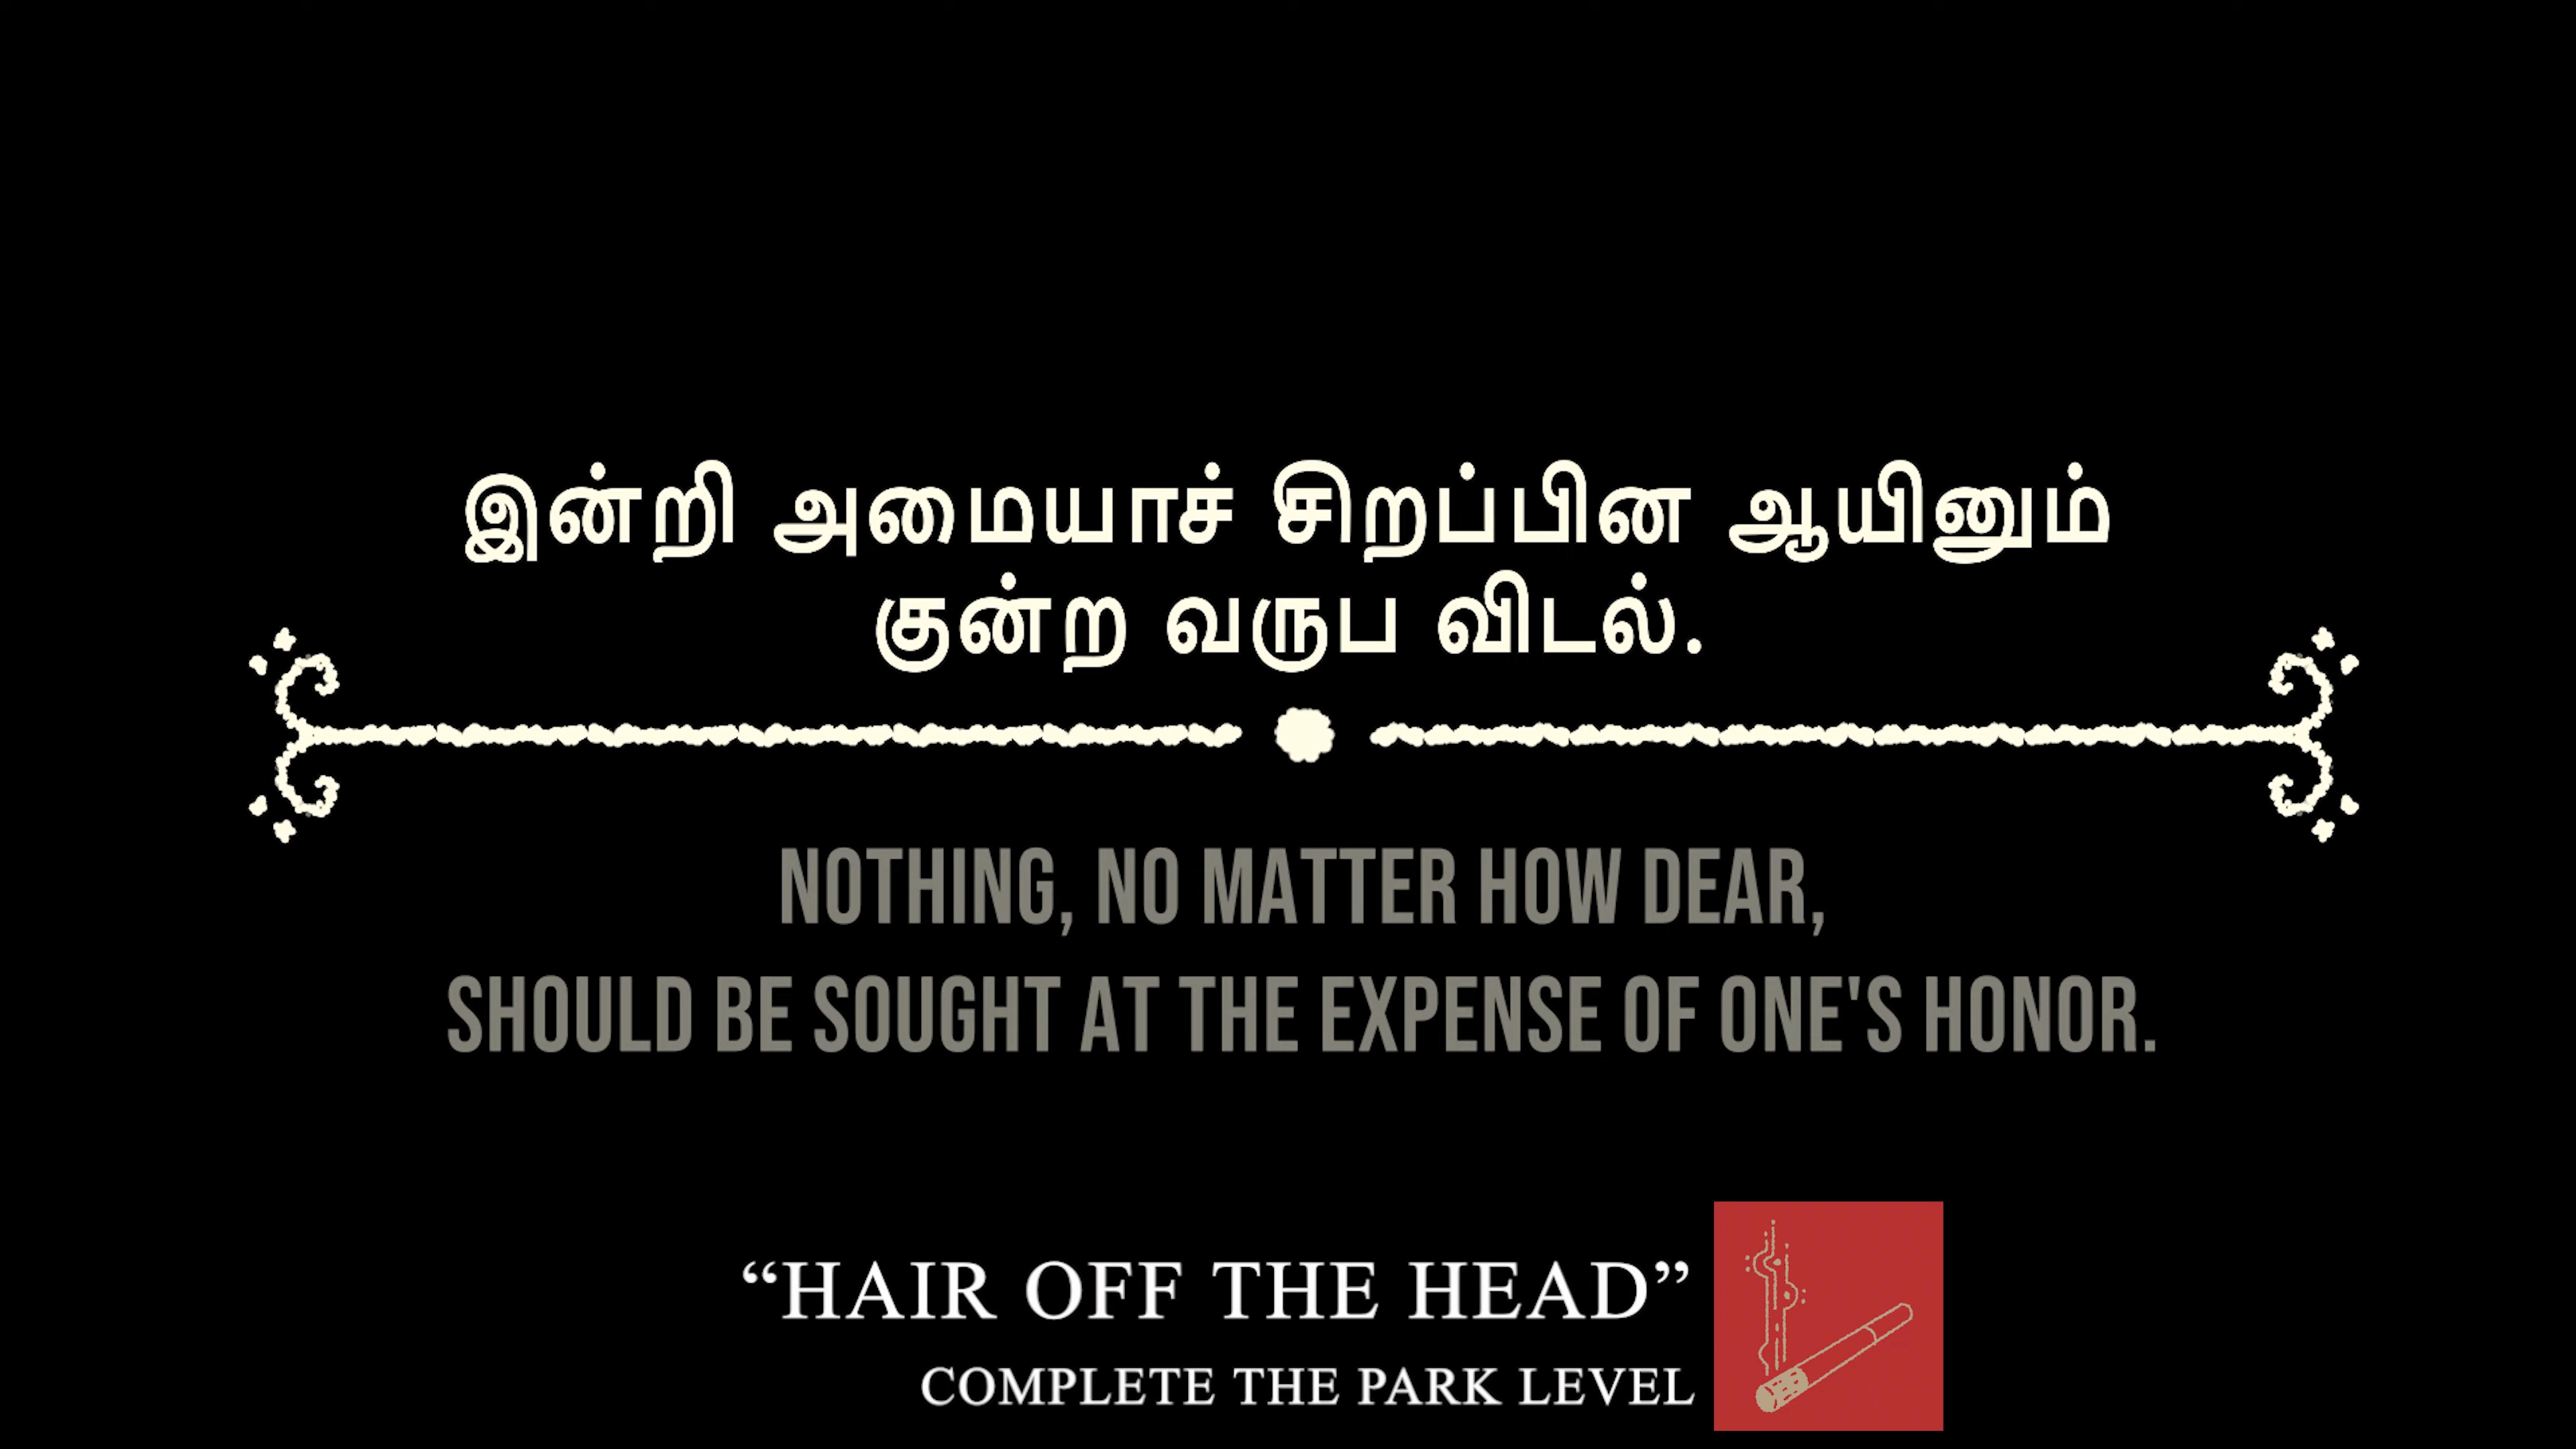 இன்றி அமையாச் சிறப்பின ஆயினும்
குன்ற வருப விடல்.
NOTHING, NO MATTER HOW DEAR,
SHOULD BE SOUGHT AT THE EXPENSE OF ONE'S HONOR.
“HAIR OFF THE HEAD”
COMPLETE THE PARK LEVEL